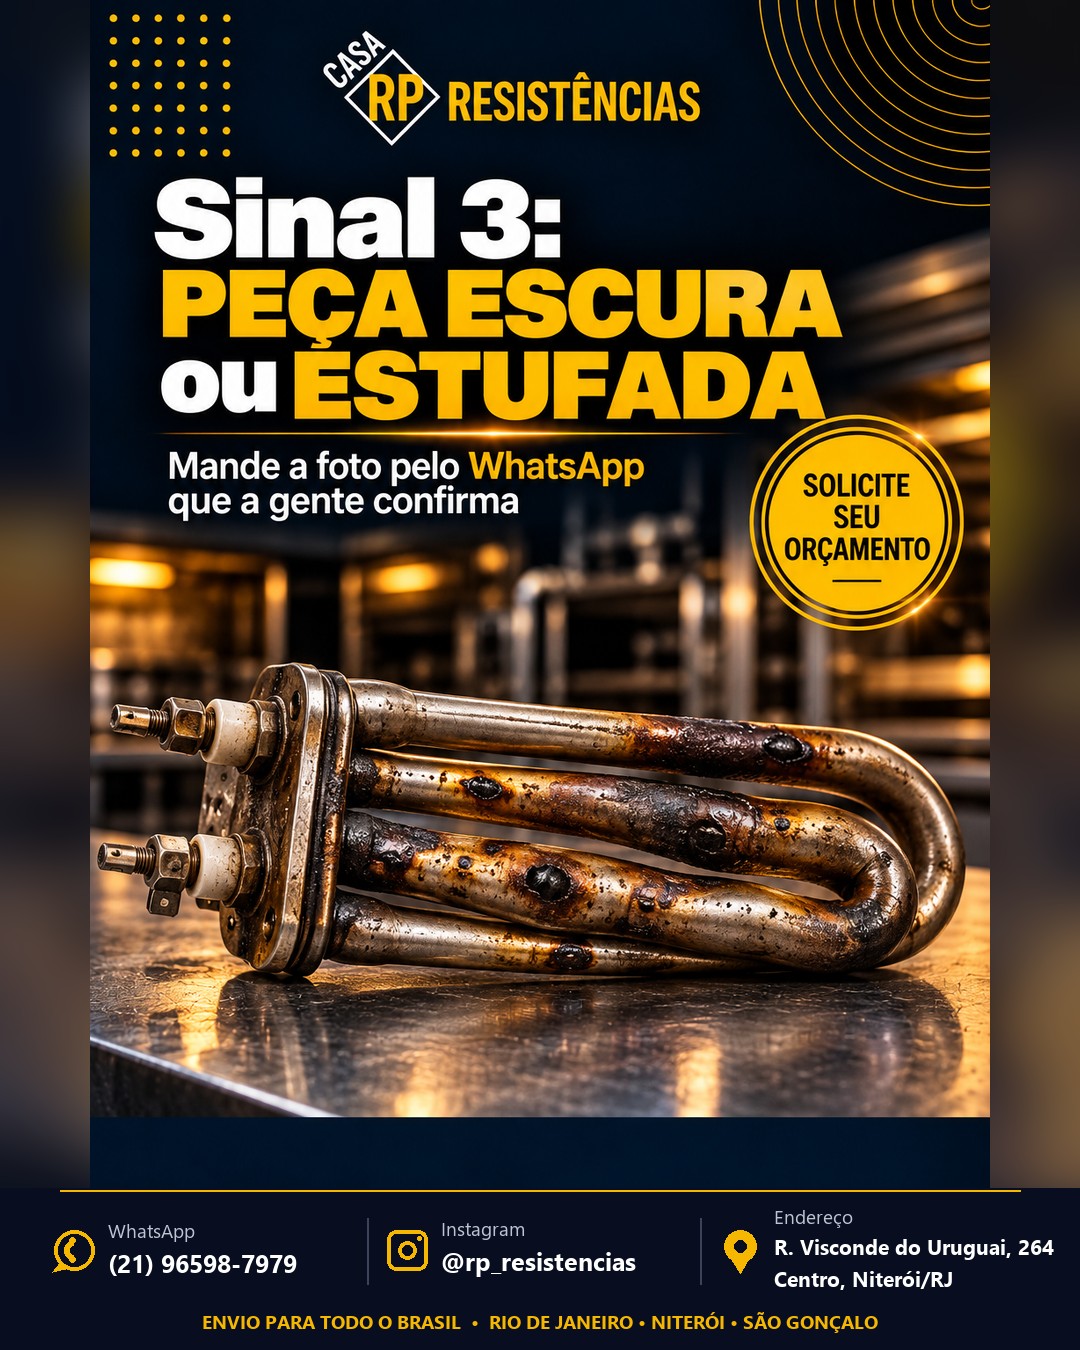 CASA
RP RESISTÊNCIAS
Sinal 3:
PEÇA ESCURA
ou ESTUFADA
Mande a foto pelo WhatsApp
que a gente confirma
SOLICITE
SEU
ORÇAMENTO
WhatsApp
(21) 96598-7979
Instagram
@rp_resistencias
Endereço
R. Visconde do Uruguai, 264
Centro, Niterói/RJ
ENVIO PARA TODO O BRASIL • RIO DE JANEIRO • NITERÓI • SÃO GONÇALO